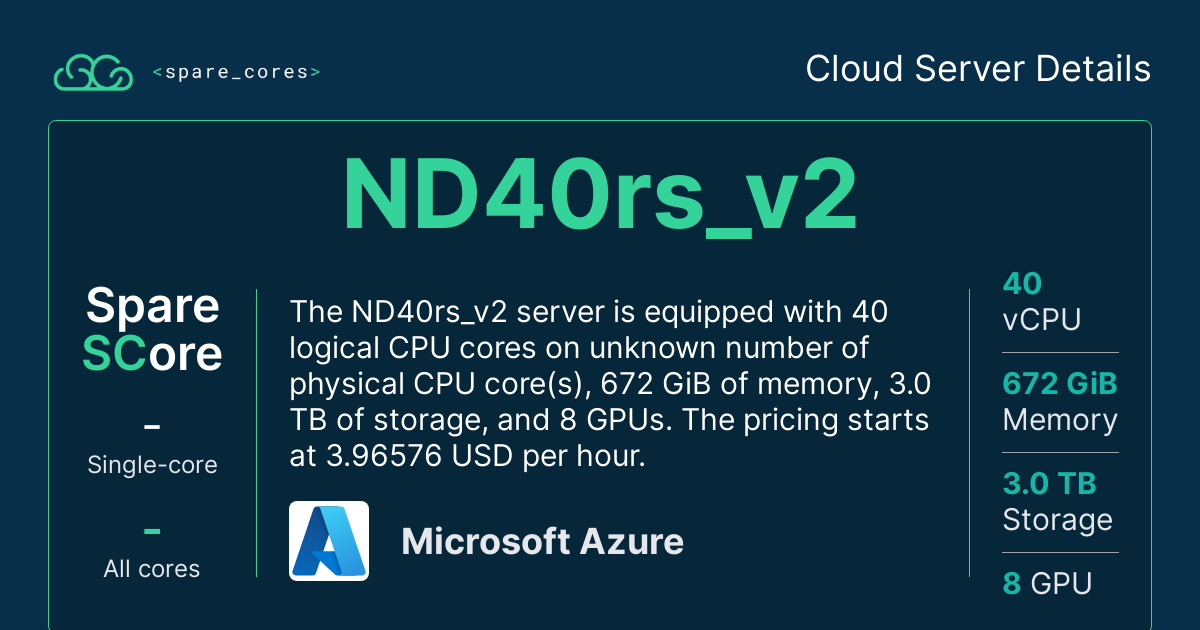 <spare_cores>
Cloud Server Details
ND40rs_v2
Spare
SCore
-
Single-core
-
All cores
The ND40rs_v2 server is equipped with 40
logical CPU cores on unknown number of
physical CPU core(s), 672 GiB of memory, 3.0
TB of storage, and 8 GPUs. The pricing starts
at 3.96576 USD per hour.
Microsoft Azure
40
vCPU
672 GiB
Memory
3.0 TB
Storage
8 GPU